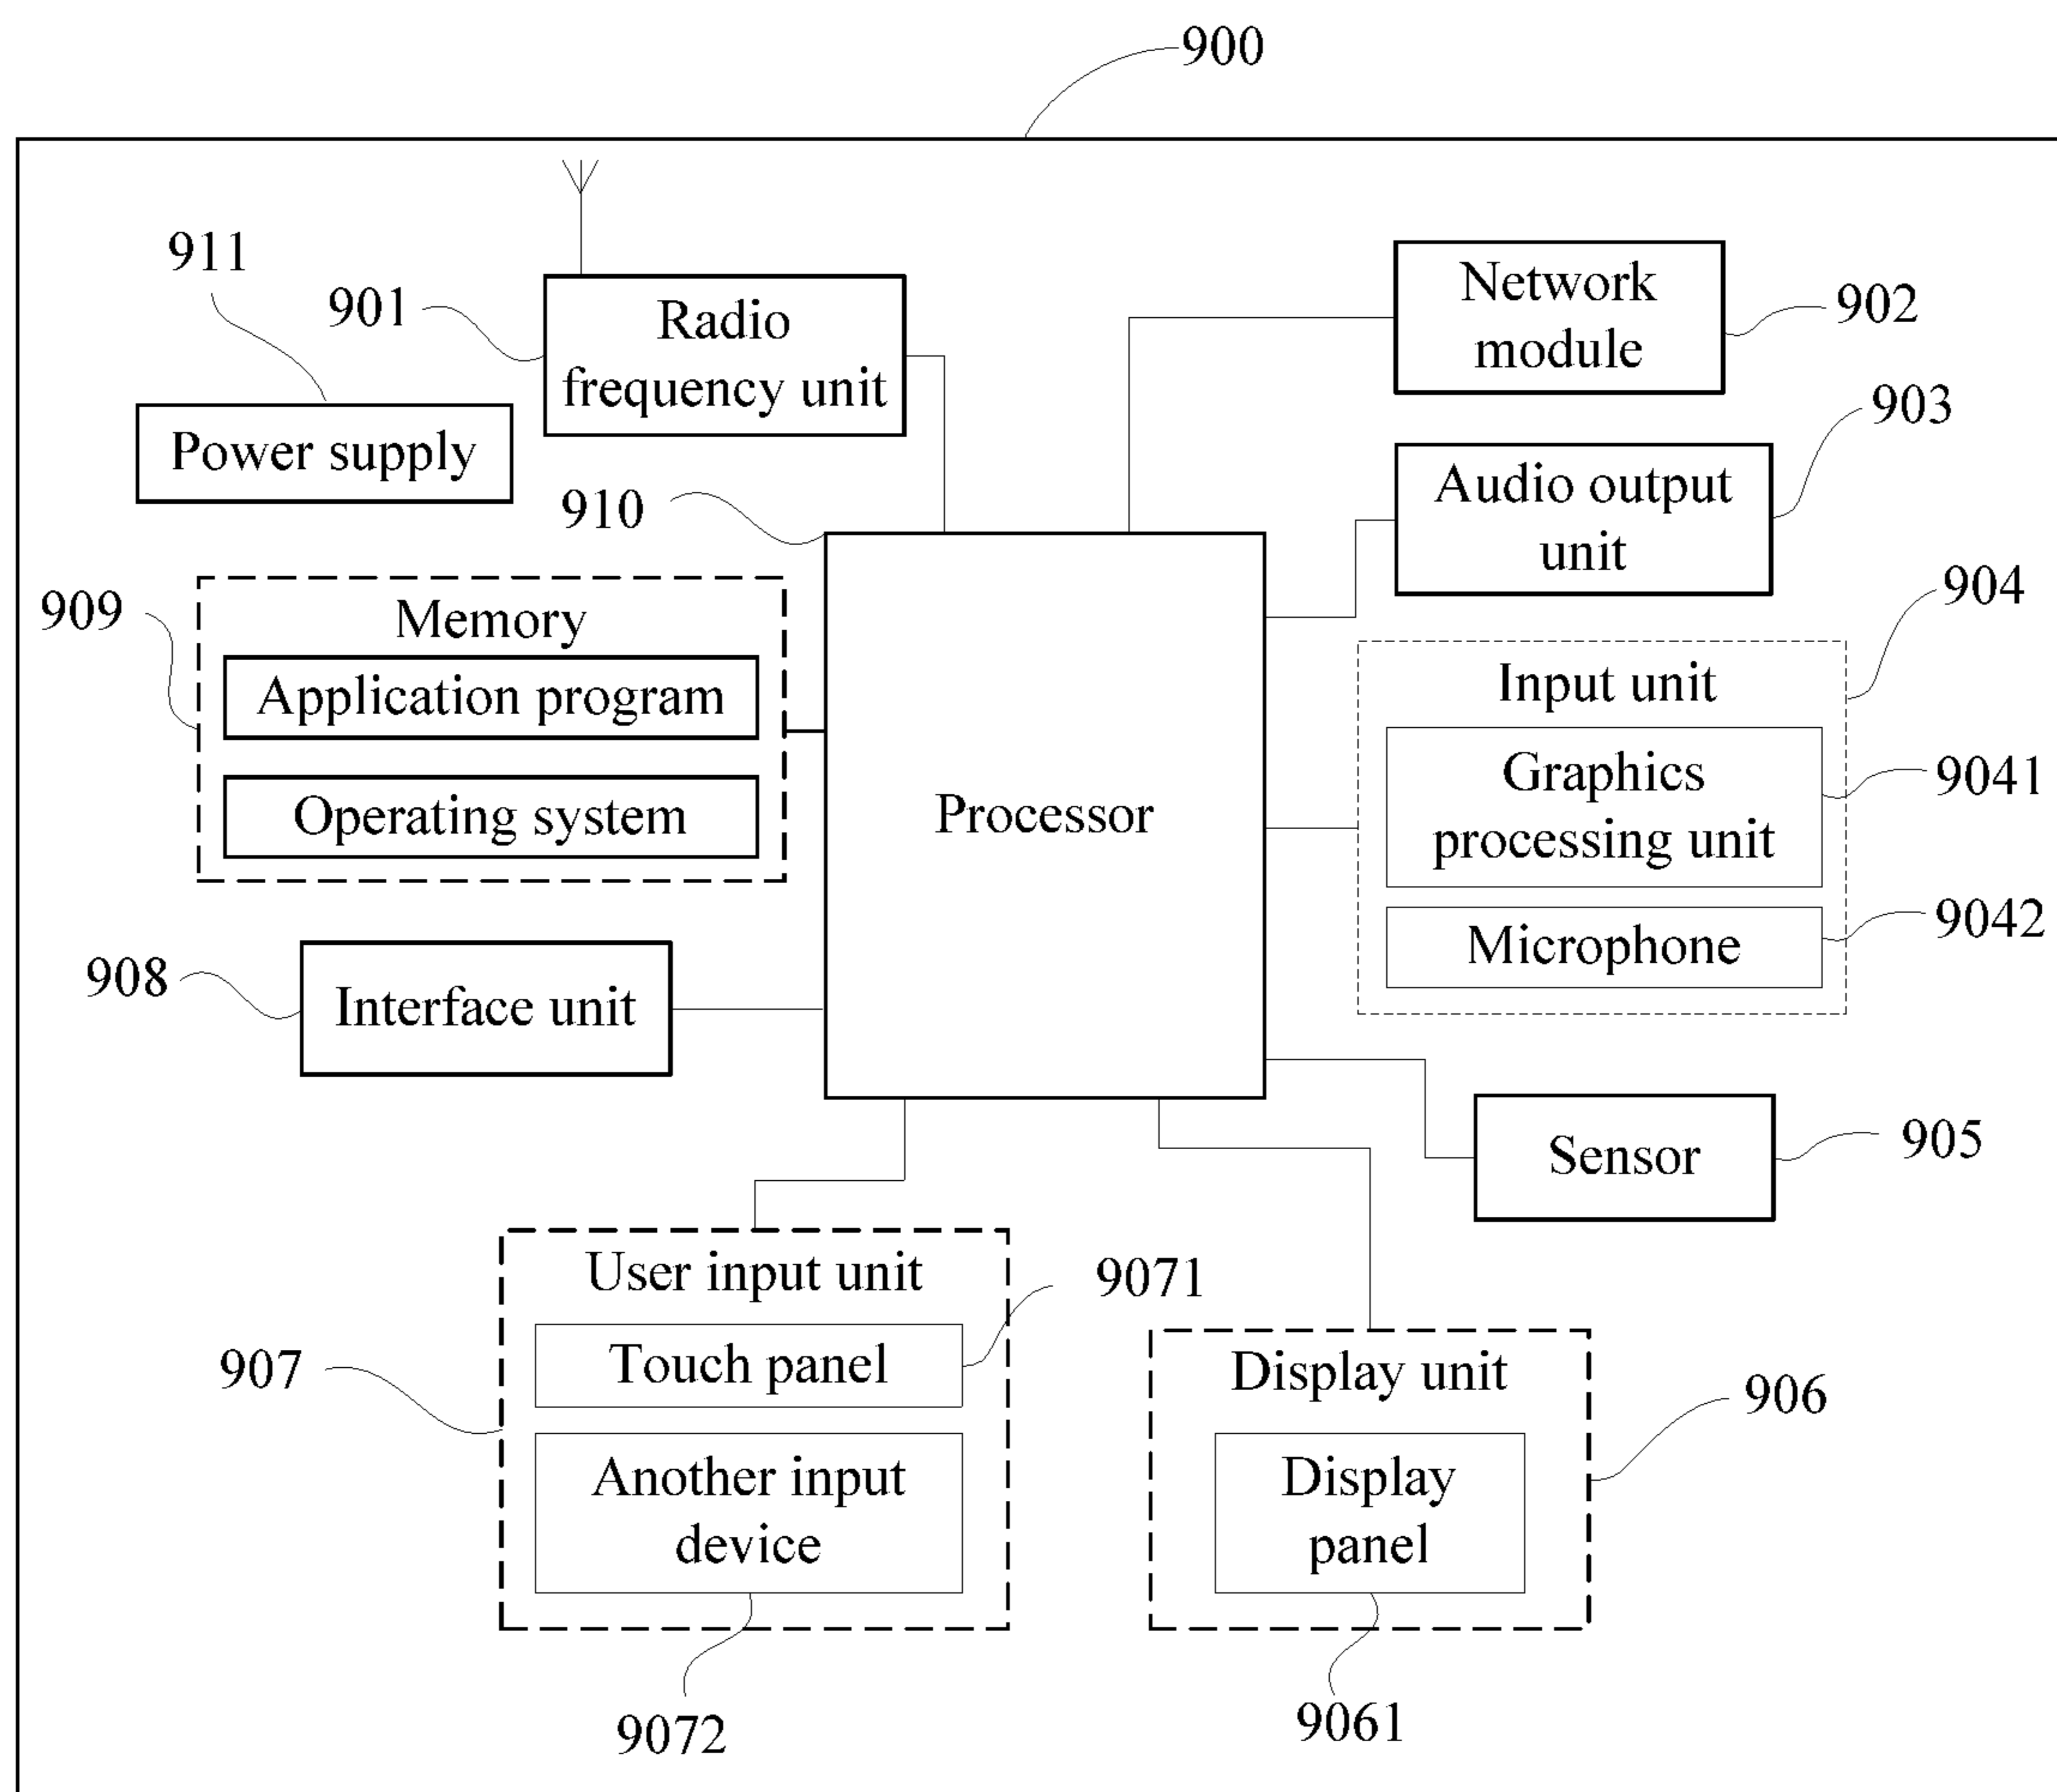 900
911
901
Radio
frequency unit
Network
module
902
Power supply
903
Audio output
unit
910
909
Memory
Application program
Operating system
Processor
904
Input unit
Graphics
processing unit
9041
Microphone
9042
908
Interface unit
Sensor
905
User input unit
9071
Touch panel
907
Another input
device
9072
Display unit
906
Display
panel
9061